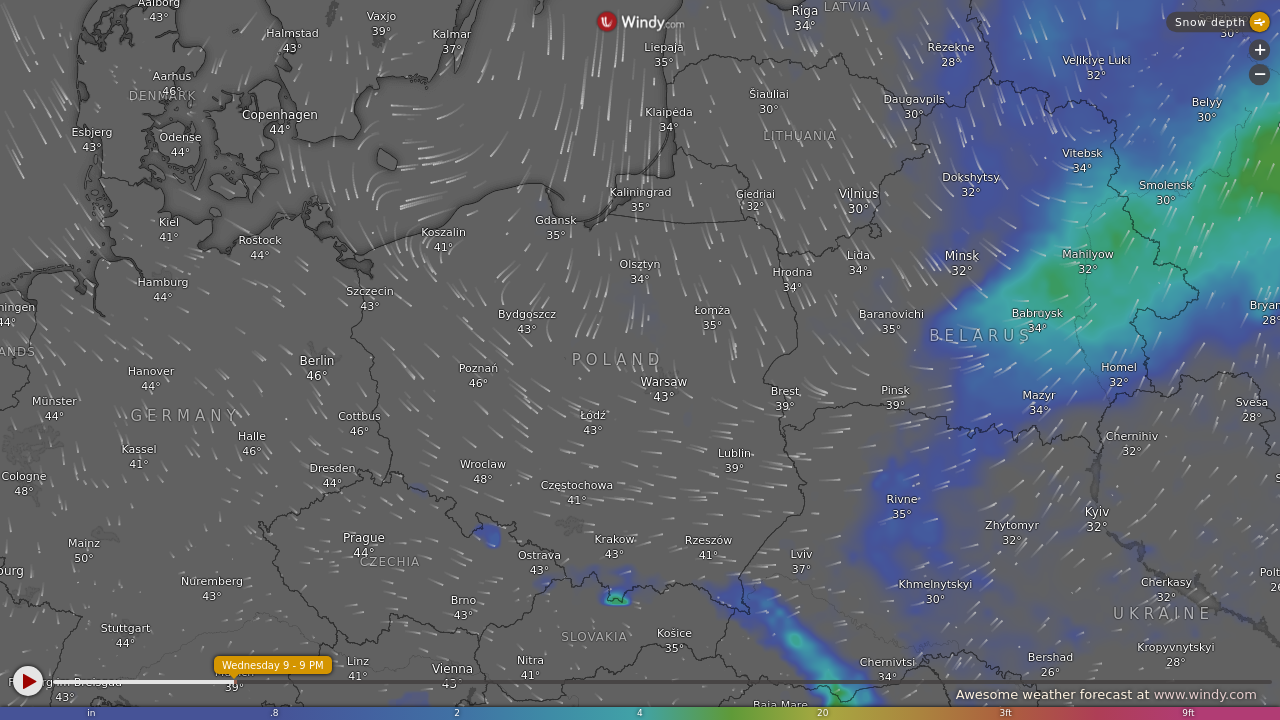 Aalborg
43°
Vaxjo
39°
Halmstad
43°
Kalmar
37°
Windy.com
Liepaja
35°
Riga
34°
LATVIA
Snow depth
30°
Rēzekne
28°
Velikiye Luki
32°
Aarhus
46°
DENMARK
Copenhagen
44°
Esbjerg
43°
Odense
44°
Klaipėda
34°
Šiauliai
30°
LITHUANIA
Daugavpils
30°
Belyy
30°
Vitebsk
34°
Dokshytsy
32°
Smolensk
30°
Kiel
41°
Rostock
44°
Koszalin
41°
Gdansk
35°
Kaliningrad
35°
Giedriai
32°
Vilnius
30°
Hamburg
44°
Szczecin
43°
Olsztyn
34°
Hrodna
34°
Lida
34°
Minsk
32°
Mahilyow
32°
ningen
44°
Bydgoszcz
43°
Łomża
35°
Baranovichi
35°
Babruysk
34°
Bryan
28°
BELARUS
ANDS
Hanover
44°
Berlin
46°
Poznań
46°
POLAND
Warsaw
43°
Brest
39°
Pinsk
39°
Mazyr
34°
Homel
32°
Svesa
28°
Münster
44°
GERMANY
Cottbus
46°
Łódź
43°
Kassel
41°
Halle
46°
Chernihiv
32°
Cologne
48°
Dresden
44°
Wroclaw
48°
Częstochowa
41°
Lublin
39°
Rivne
35°
Zhytomyr
32°
Kyiv
32°
Mainz
50°
Prague
44°
CZECHIA
Ostrava
43°
Krakow
43°
Rzeszów
41°
Lviv
37°
Khmelnytskyi
30°
Cherkasy
32°
Polt
ourg
Nuremberg
43°
Brno
43°
UKRAINE
Stuttgart
44°
SLOVAKIA
Košice
35°
Kropyvnytskyi
28°
Wednesday 9 - 9 PM
39°
43°
Linz
41°
Vienna
45°
Nitra
41°
Chernivtsi
34°
Bershad
26°
Baia Mare
Awesome weather forecast at www.windy.com
in .8 2 4 20 3ft 9ft